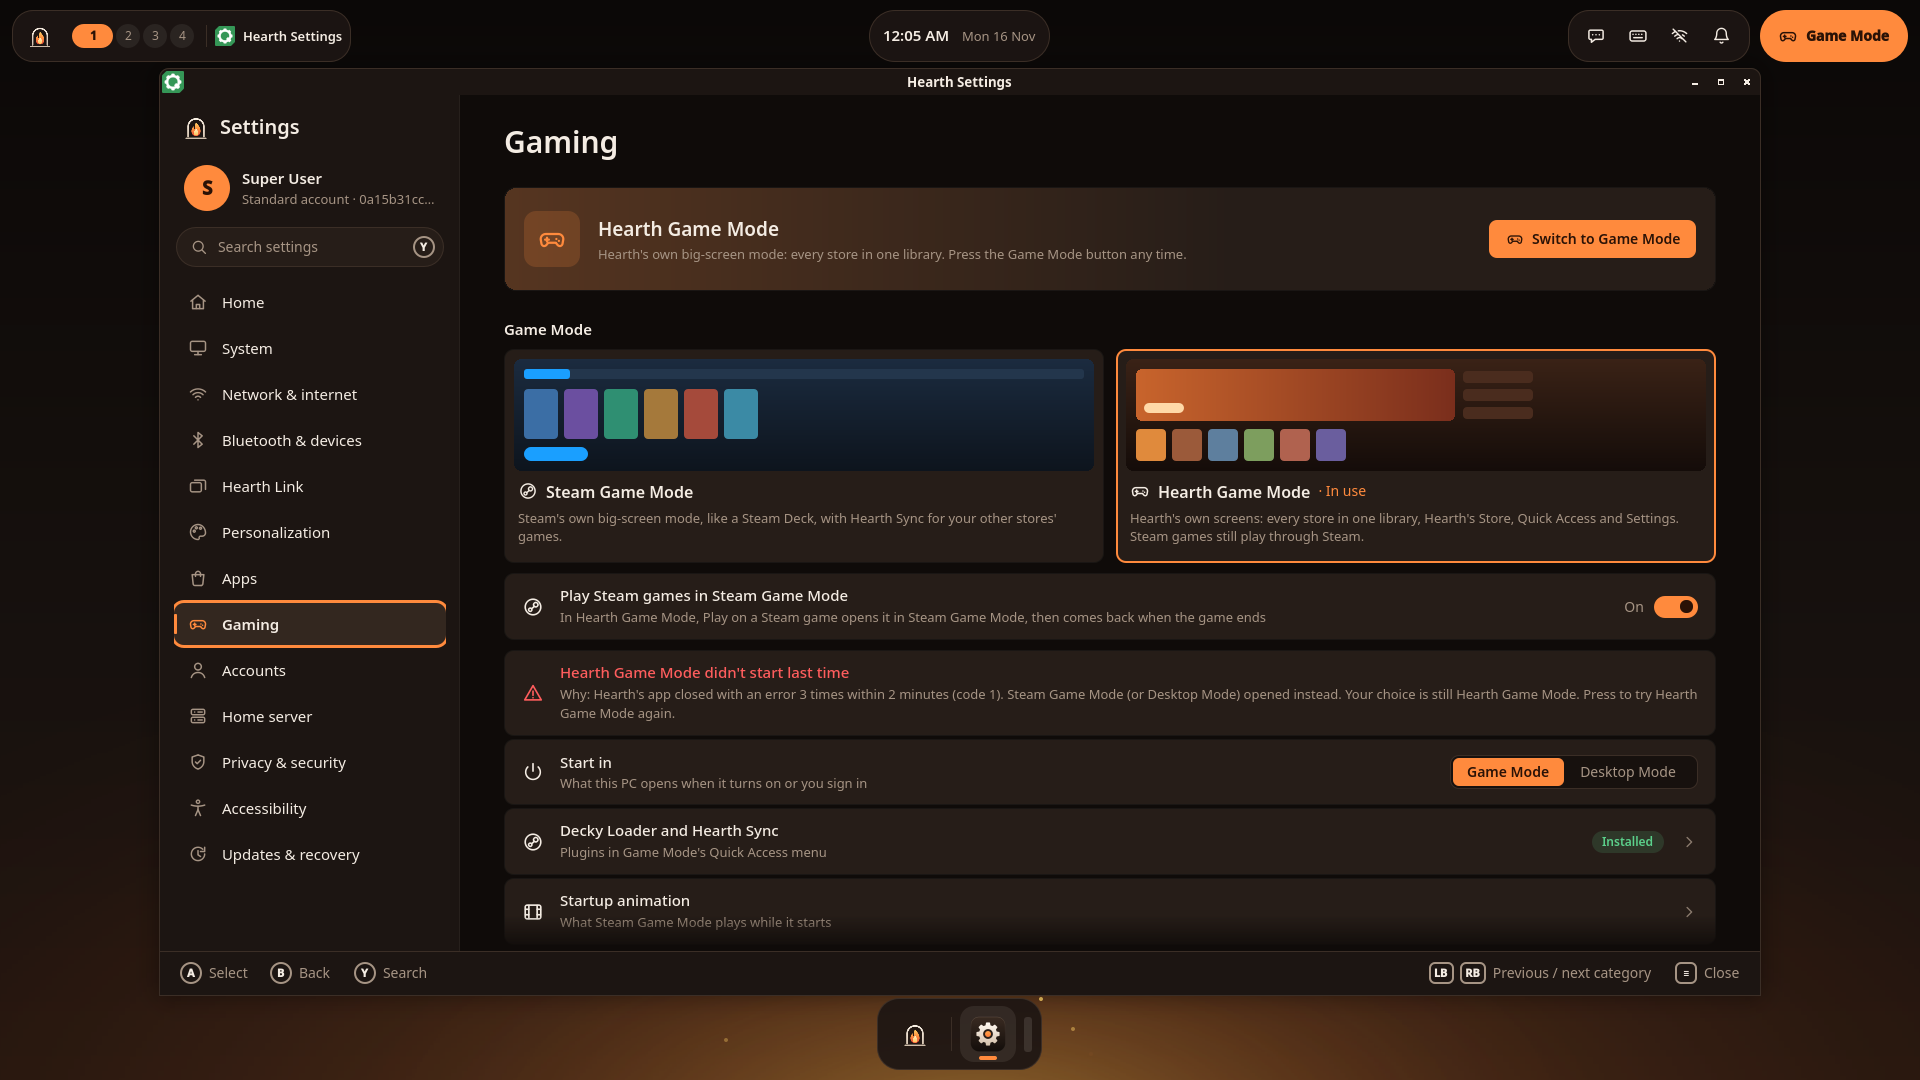 1 2 3 4 Hearth Settings
12:05 AM Mon 16 Nov
Game Mode
Hearth Settings
Settings
S
Super User
Standard account · 0a15b31cc...
Search settings Y
Home
System
Network & internet
Bluetooth & devices
Hearth Link
Personalization
Apps
Gaming
Accounts
Home server
Privacy & security
Accessibility
Updates & recovery
Gaming
Hearth Game Mode
Hearth's own big-screen mode: every store in one library. Press the Game Mode button any time.
Switch to Game Mode
Game Mode
Steam Game Mode
Steam's own big-screen mode, like a Steam Deck, with Hearth Sync for your other stores'
games.
Hearth Game Mode · In use
Hearth's own screens: every store in one library, Hearth's Store, Quick Access and Settings.
Steam games still play through Steam.
Play Steam games in Steam Game Mode
In Hearth Game Mode, Play on a Steam game opens it in Steam Game Mode, then comes back when the game ends
On
Hearth Game Mode didn't start last time
Why: Hearth's app closed with an error 3 times within 2 minutes (code 1). Steam Game Mode (or Desktop Mode) opened instead. Your choice is still Hearth Game Mode. Press to try Hearth
Game Mode again.
Start in
What this PC opens when it turns on or you sign in
Game Mode Desktop Mode
Decky Loader and Hearth Sync
Plugins in Game Mode's Quick Access menu
Installed
Startup animation
What Steam Game Mode plays while it starts
A Select B Back Y Search
LB RB Previous / next category ≡ Close